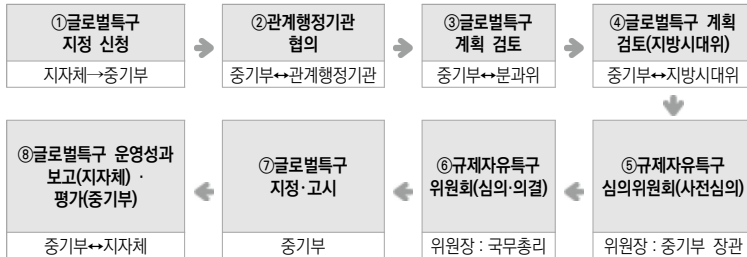 ①글로벌특구
지정 신청
지자체→중기부
②관계행정기관
협의
중기부↔관계행정기관
③글로벌특구
계획 검토
중기부↔분과위
④글로벌특구 계획
검토(지방시대위)
중기부↔지방시대위
⑤규제자유특구
심의위원회(사전심의)
위원장 : 중기부 장관
⑥규제자유특구
위원회(심의·의결)
위원장 : 국무총리
⑦글로벌특구
지정·고시
중기부
⑧글로벌특구 운영성과
보고(지자체) ·
평가(중기부)
중기부↔지자체